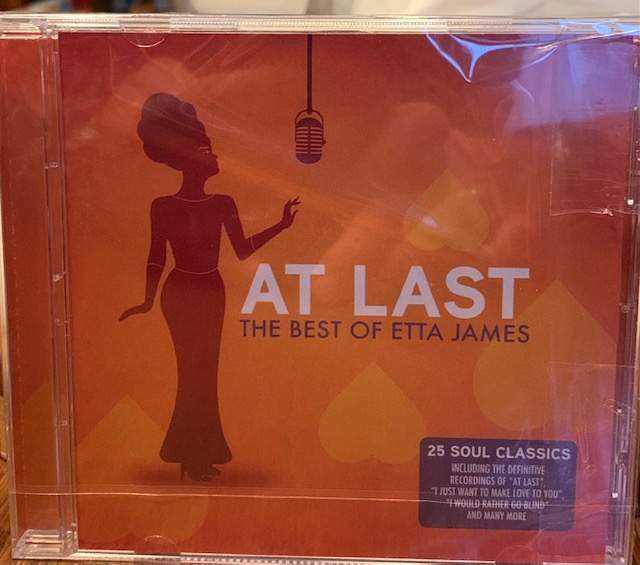 AT LAST
THE BEST OF ETTA JAMES
25 SOUL CLASSICS
INCLUDING THE DEFINITIVE
RECORDINGS OF "AT LAST",
"I JUST WANT TO MAKE LOVE TO YOU",
"I WOULD RATHER GO BLIND"
AND MANY MORE